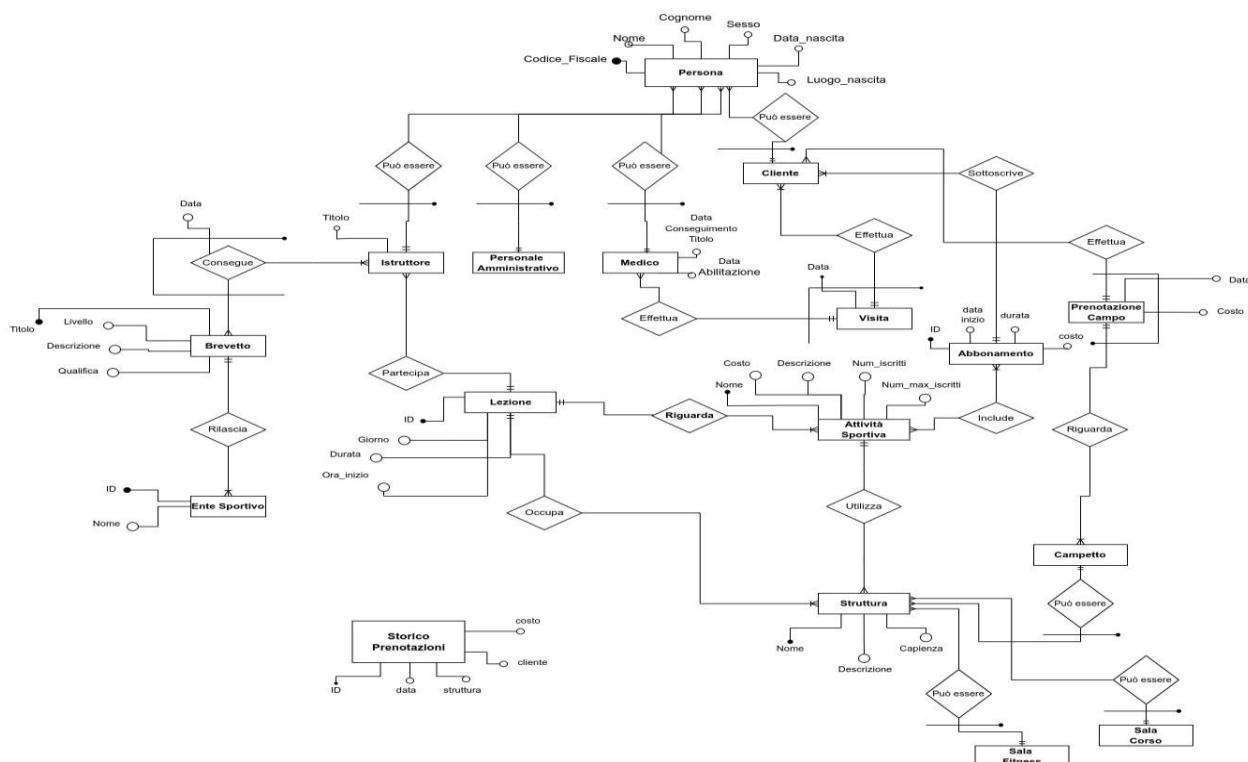 Cognome
Sesso
Nome
Data_nascita
Codice_Fiscale
Persona
Luogo_nascita
Può essere
Può essere
Può essere
Può essere
Cliente
Sottoscrive
Data
Titolo
Data
Conseguimento
Titolo
Effettua
Effettua
Consegue
Istruttore
Personale
Amministrativo
Medico
Data
Abilitazione
Data
Data
Titolo
Livello
Effettua
Visita
data
inizio
durata
Prenotazione
Campo
Costo
Descrizione
Brevetto
ID
Abbonamento
costo
Qualifica
Partecipa
Costo
Descrizione
Num_iscritti
Nome
Num_max_iscritti
Lezione
ID
Riguarda
Attività
Sportiva
Include
Rilascia
Giorno
Riguarda
Durata
Ora_inizio
ID
Ente Sportivo
Nome
Occupa
Utilizza
Campetto
Struttura
Può essere
Storico
Prenotazioni
costo
cliente
Nome
Capienza
Descrizione
ID
data
struttura
Può essere
Può essere
Sala
Corso
Sala
Fitness